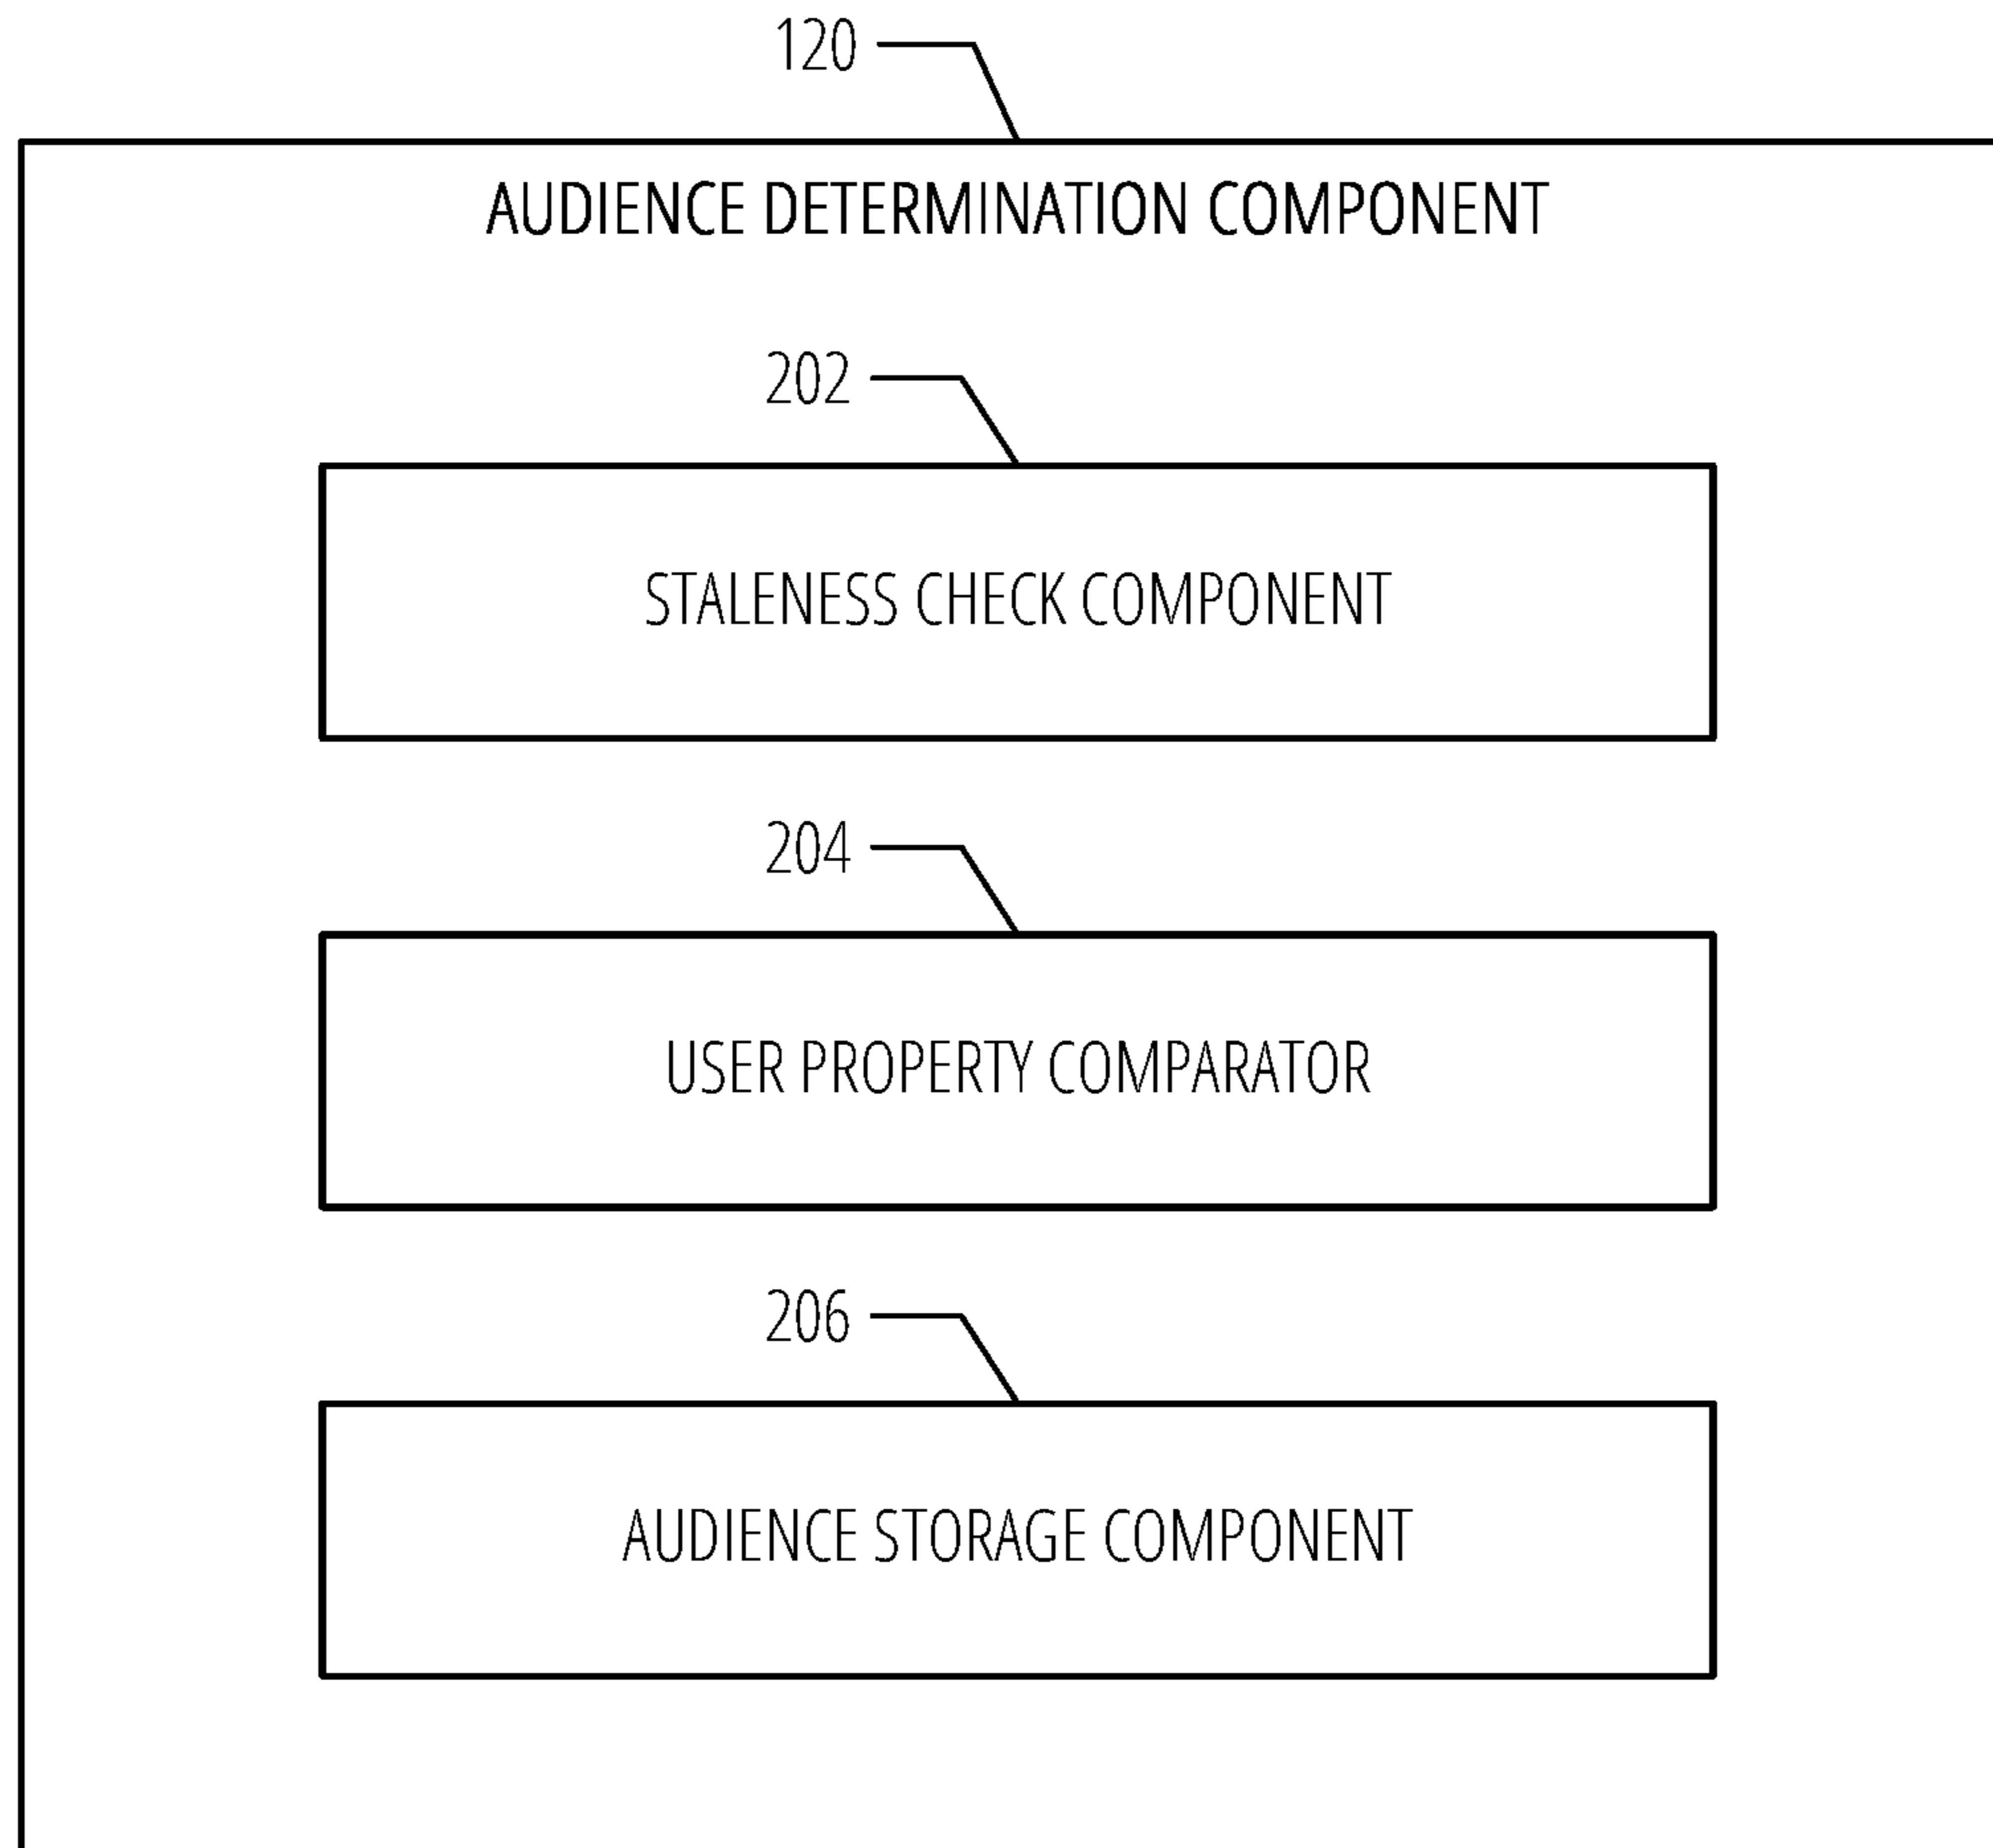 120
AUDIENCE DETERMINATION COMPONENT
202
STALENESS CHECK COMPONENT
204
USER PROPERTY COMPARATOR
206
AUDIENCE STORAGE COMPONENT